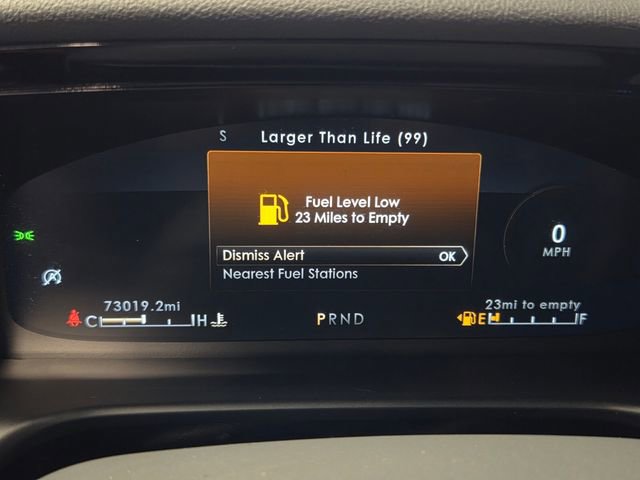 S Larger Than Life (99)
Fuel Level Low
23 Miles to Empty
Dismiss Alert OK
Nearest Fuel Stations
0
MPH
73019.2mi 23mi to empty
C H PRND E F